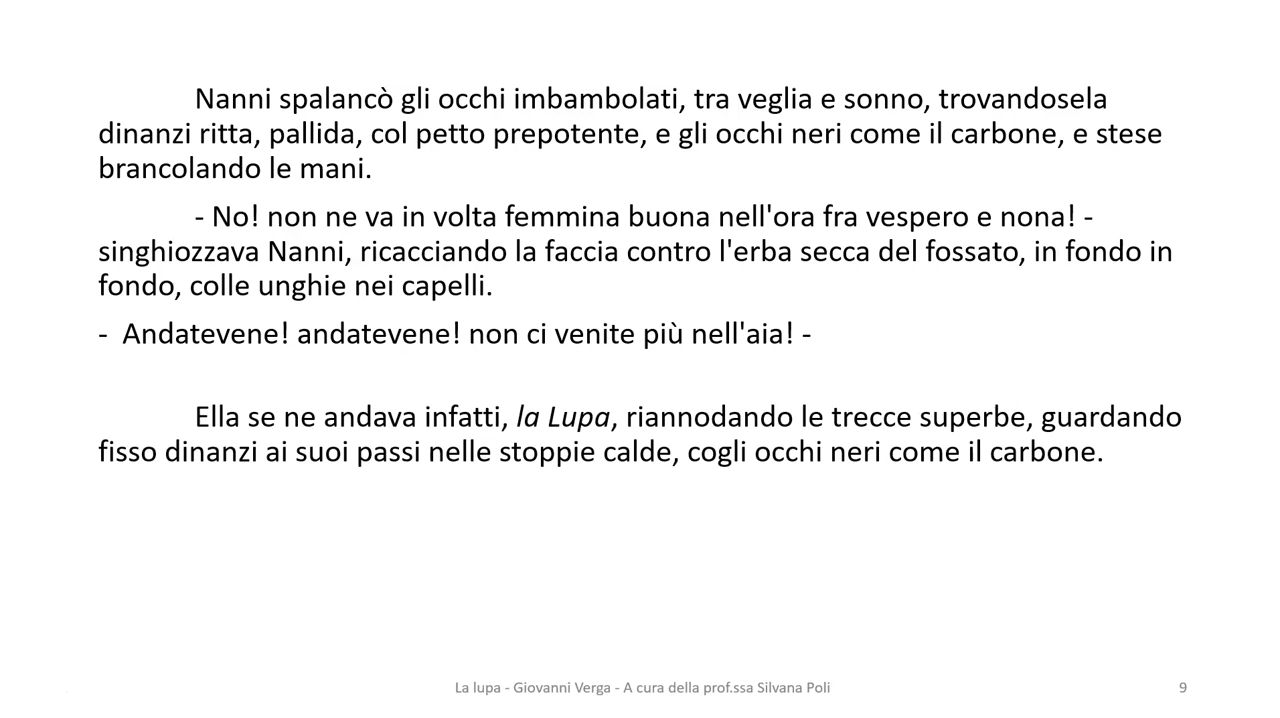 Nanni spalancò gli occhi imbambolati, tra veglia e sonno, trovandosela
dinanzi ritta, pallida, col petto prepotente, e gli occhi neri come il carbone, e stese
brancolando le mani.
- No! non ne va in volta femmina buona nell'ora fra vespero e nona! -
singhiozzava Nanni, ricacciando la faccia contro l'erba secca del fossato, in fondo in
fondo, colle unghie nei capelli.
- Andatevene! andatevene! non ci venite più nell'aia! -
Ella se ne andava infatti, la Lupa, riannodando le trecce superbe, guardando
fisso dinanzi ai suoi passi nelle stoppie calde, cogli occhi neri come il carbone.
La lupa - Giovanni Verga - A cura della prof.ssa Silvana Poli
9